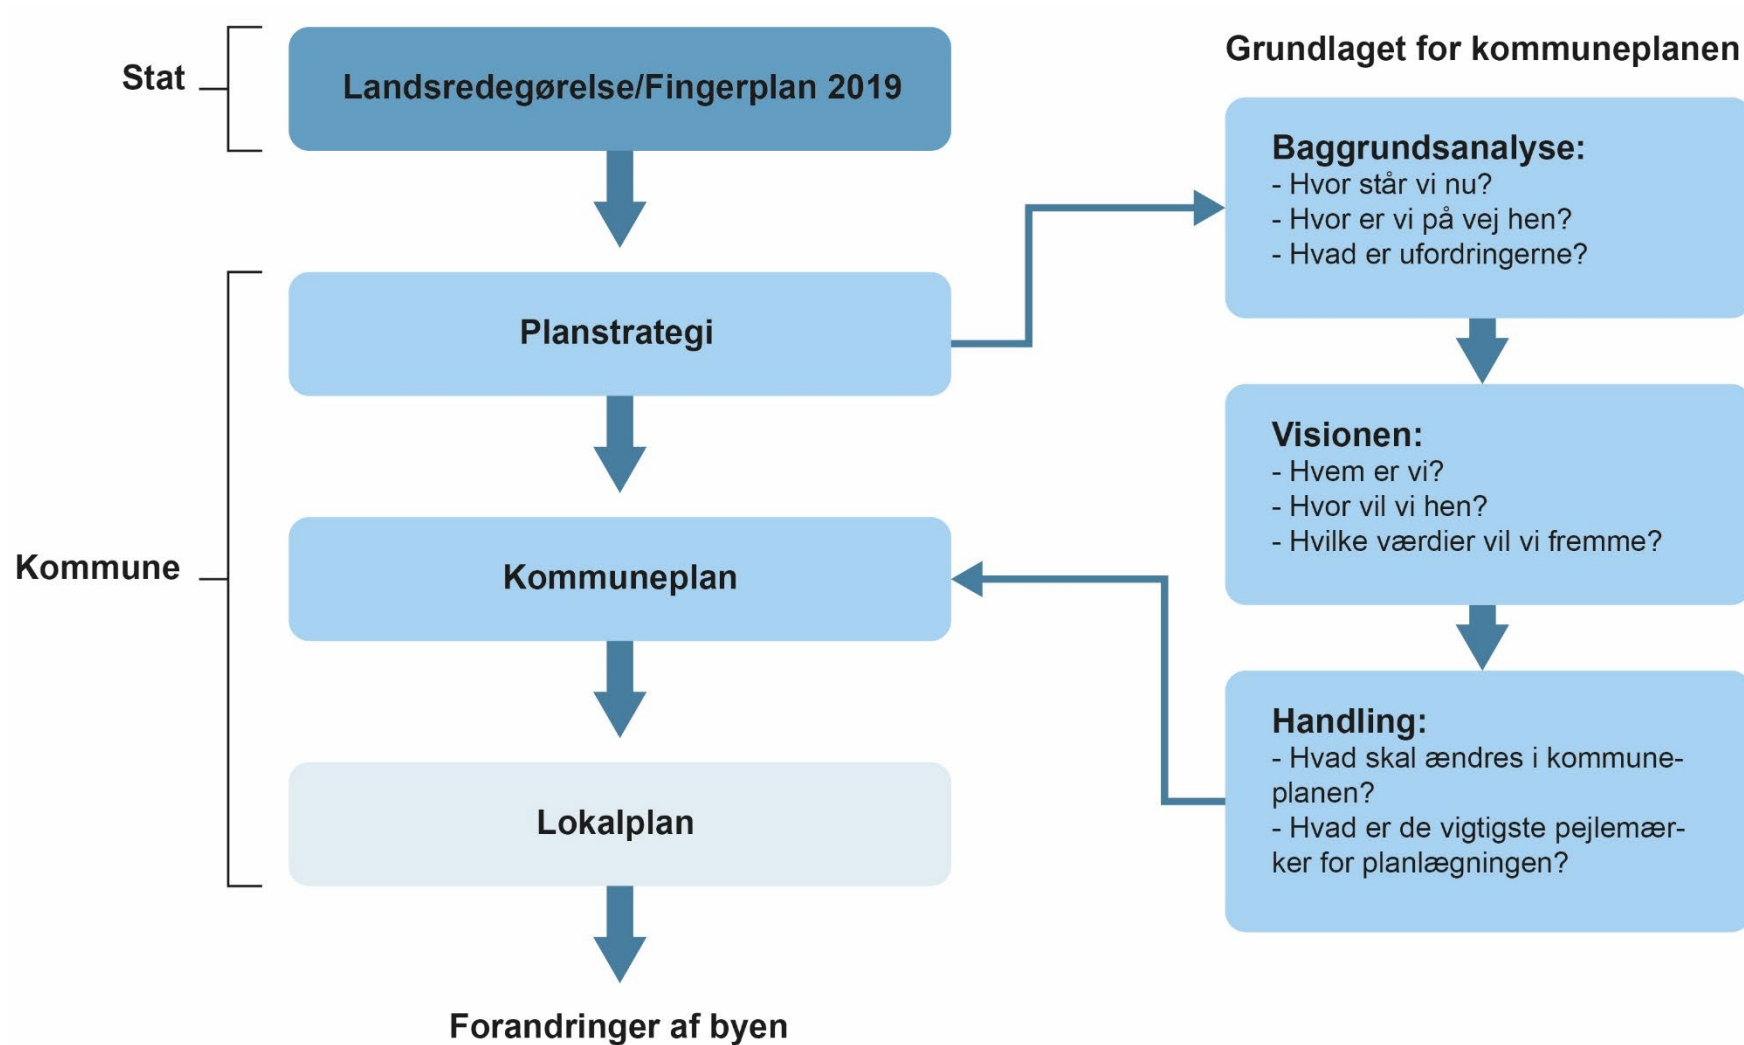 Stat
Landsredegørelse/Fingerplan 2019
Planstrategi
Kommune
Kommuneplan
Lokalplan
Forandringer af byen
Grundlaget for kommuneplanen
Baggrundsanalyse:
- Hvor står vi nu?
- Hvor er vi på vej hen?
- Hvad er ufordringerne?
Visionen:
- Hvem er vi?
- Hvor vil vi hen?
- Hvilke værdier vil vi fremme?
Handling:
- Hvad skal ændres i kommune-
planen?
- Hvad er de vigtigste pejlemær-
ker for planlægningen?